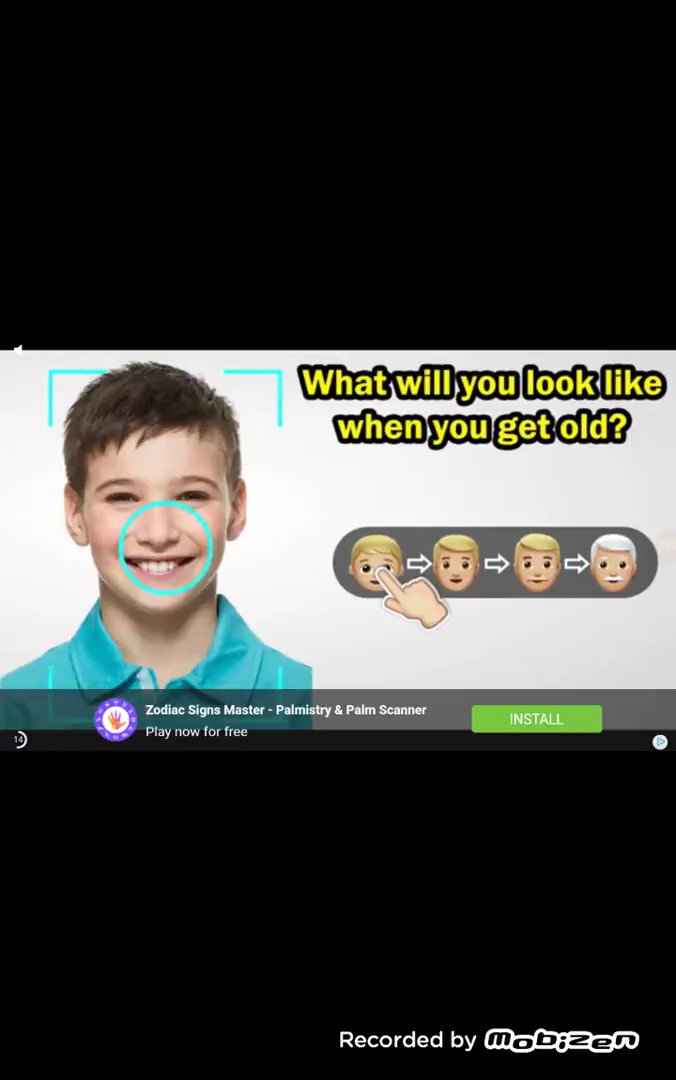 What will you look like
when you get old?
Zodiac Signs Master - Palmistry & Palm Scanner
Play now for free
INSTALL
14
Recorded by Mobizen